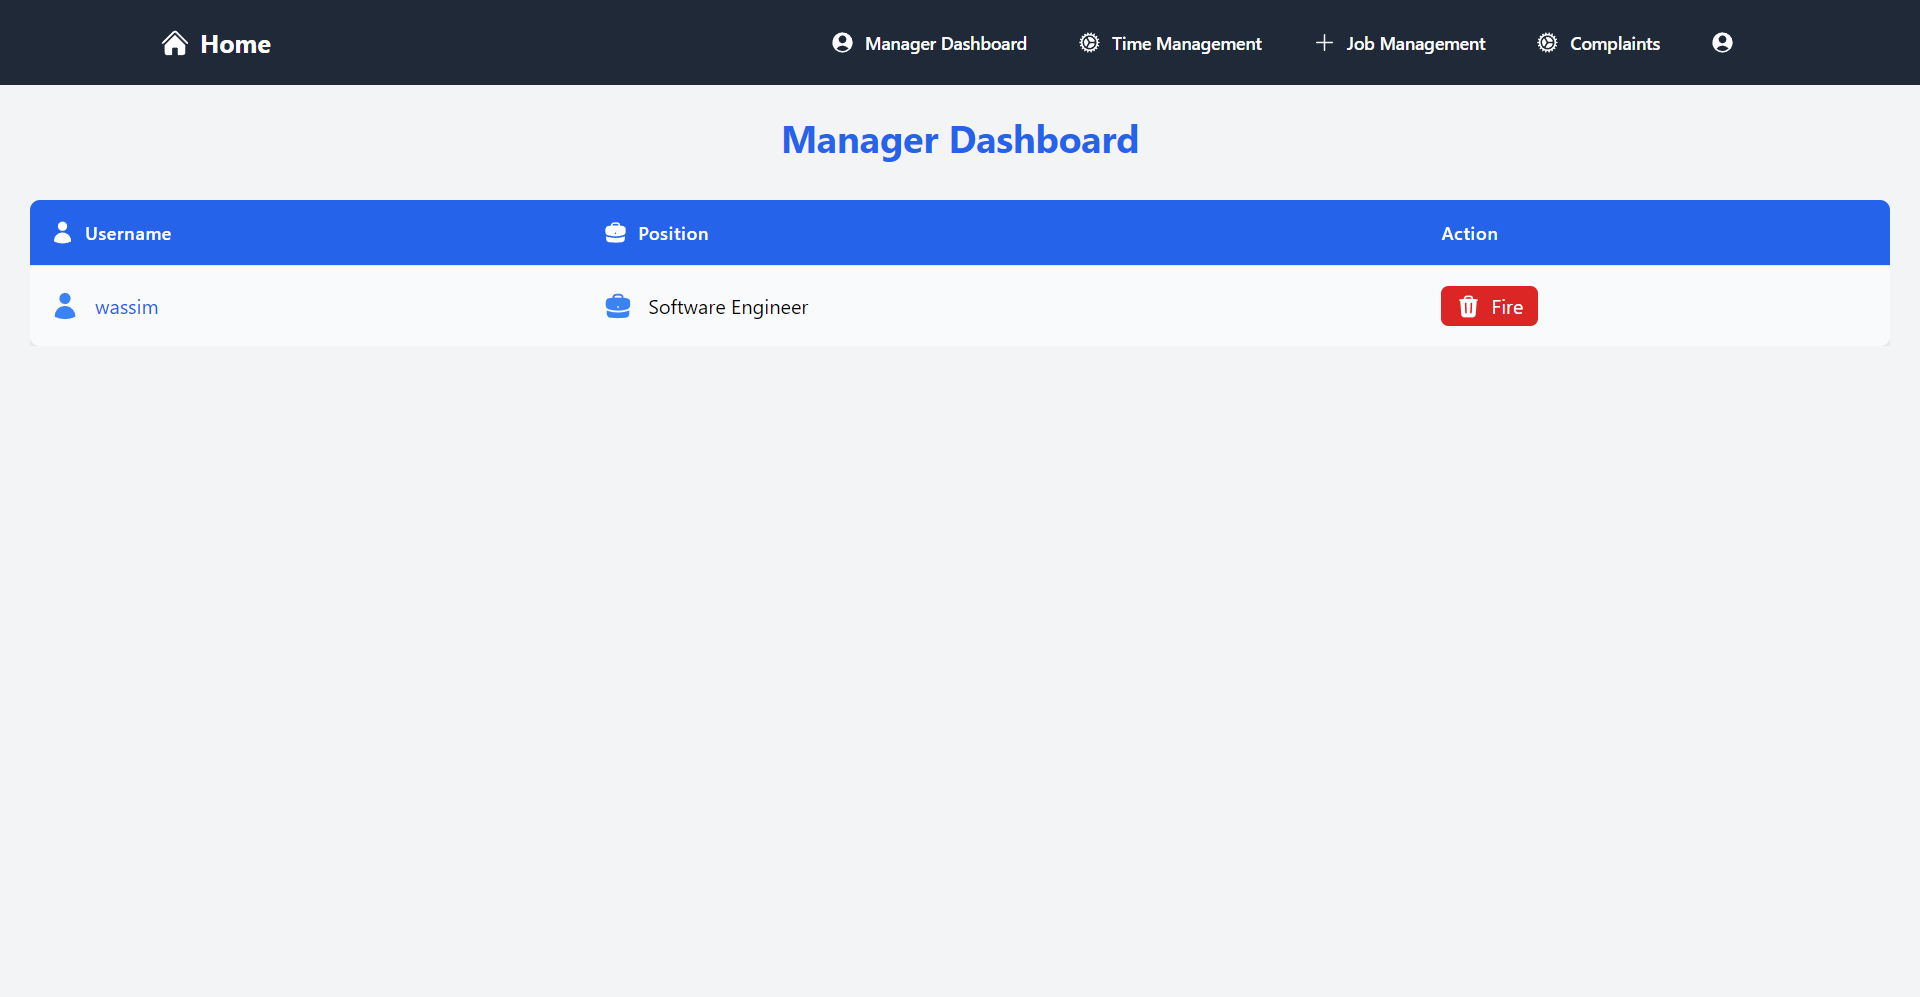 Home Manager Dashboard Time Management Job Management Complaints
Manager Dashboard
Username Position Action
wassim Software Engineer Fire